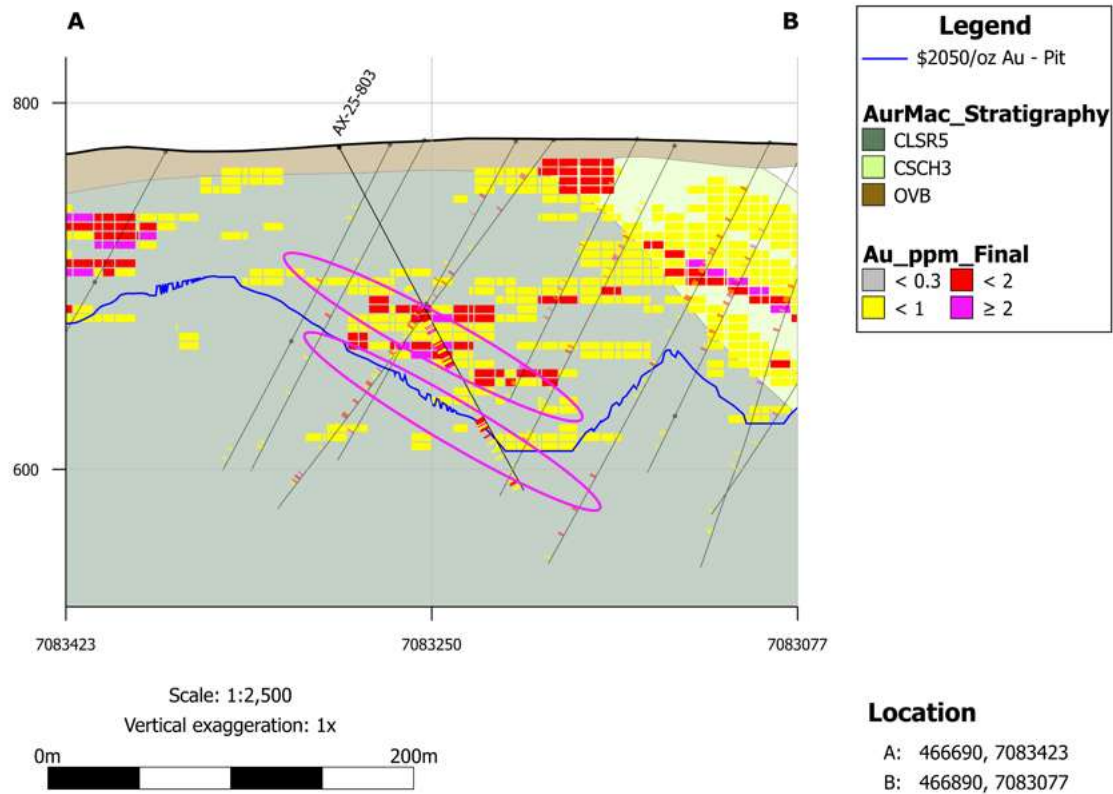 A
B
AX-25-803
800
600
7083423
7083250
7083077
Scale: 1:2,500
Vertical exaggeration: 1x
0m
200m
Legend
$2050/oz Au - Pit
AurMac_Stratigraphy
CLSR5
CSCH3
OVB
Au_ppm_Final
< 0.3 < 2
< 1 ≥ 2
Location
A: 466690, 7083423
B: 466890, 7083077